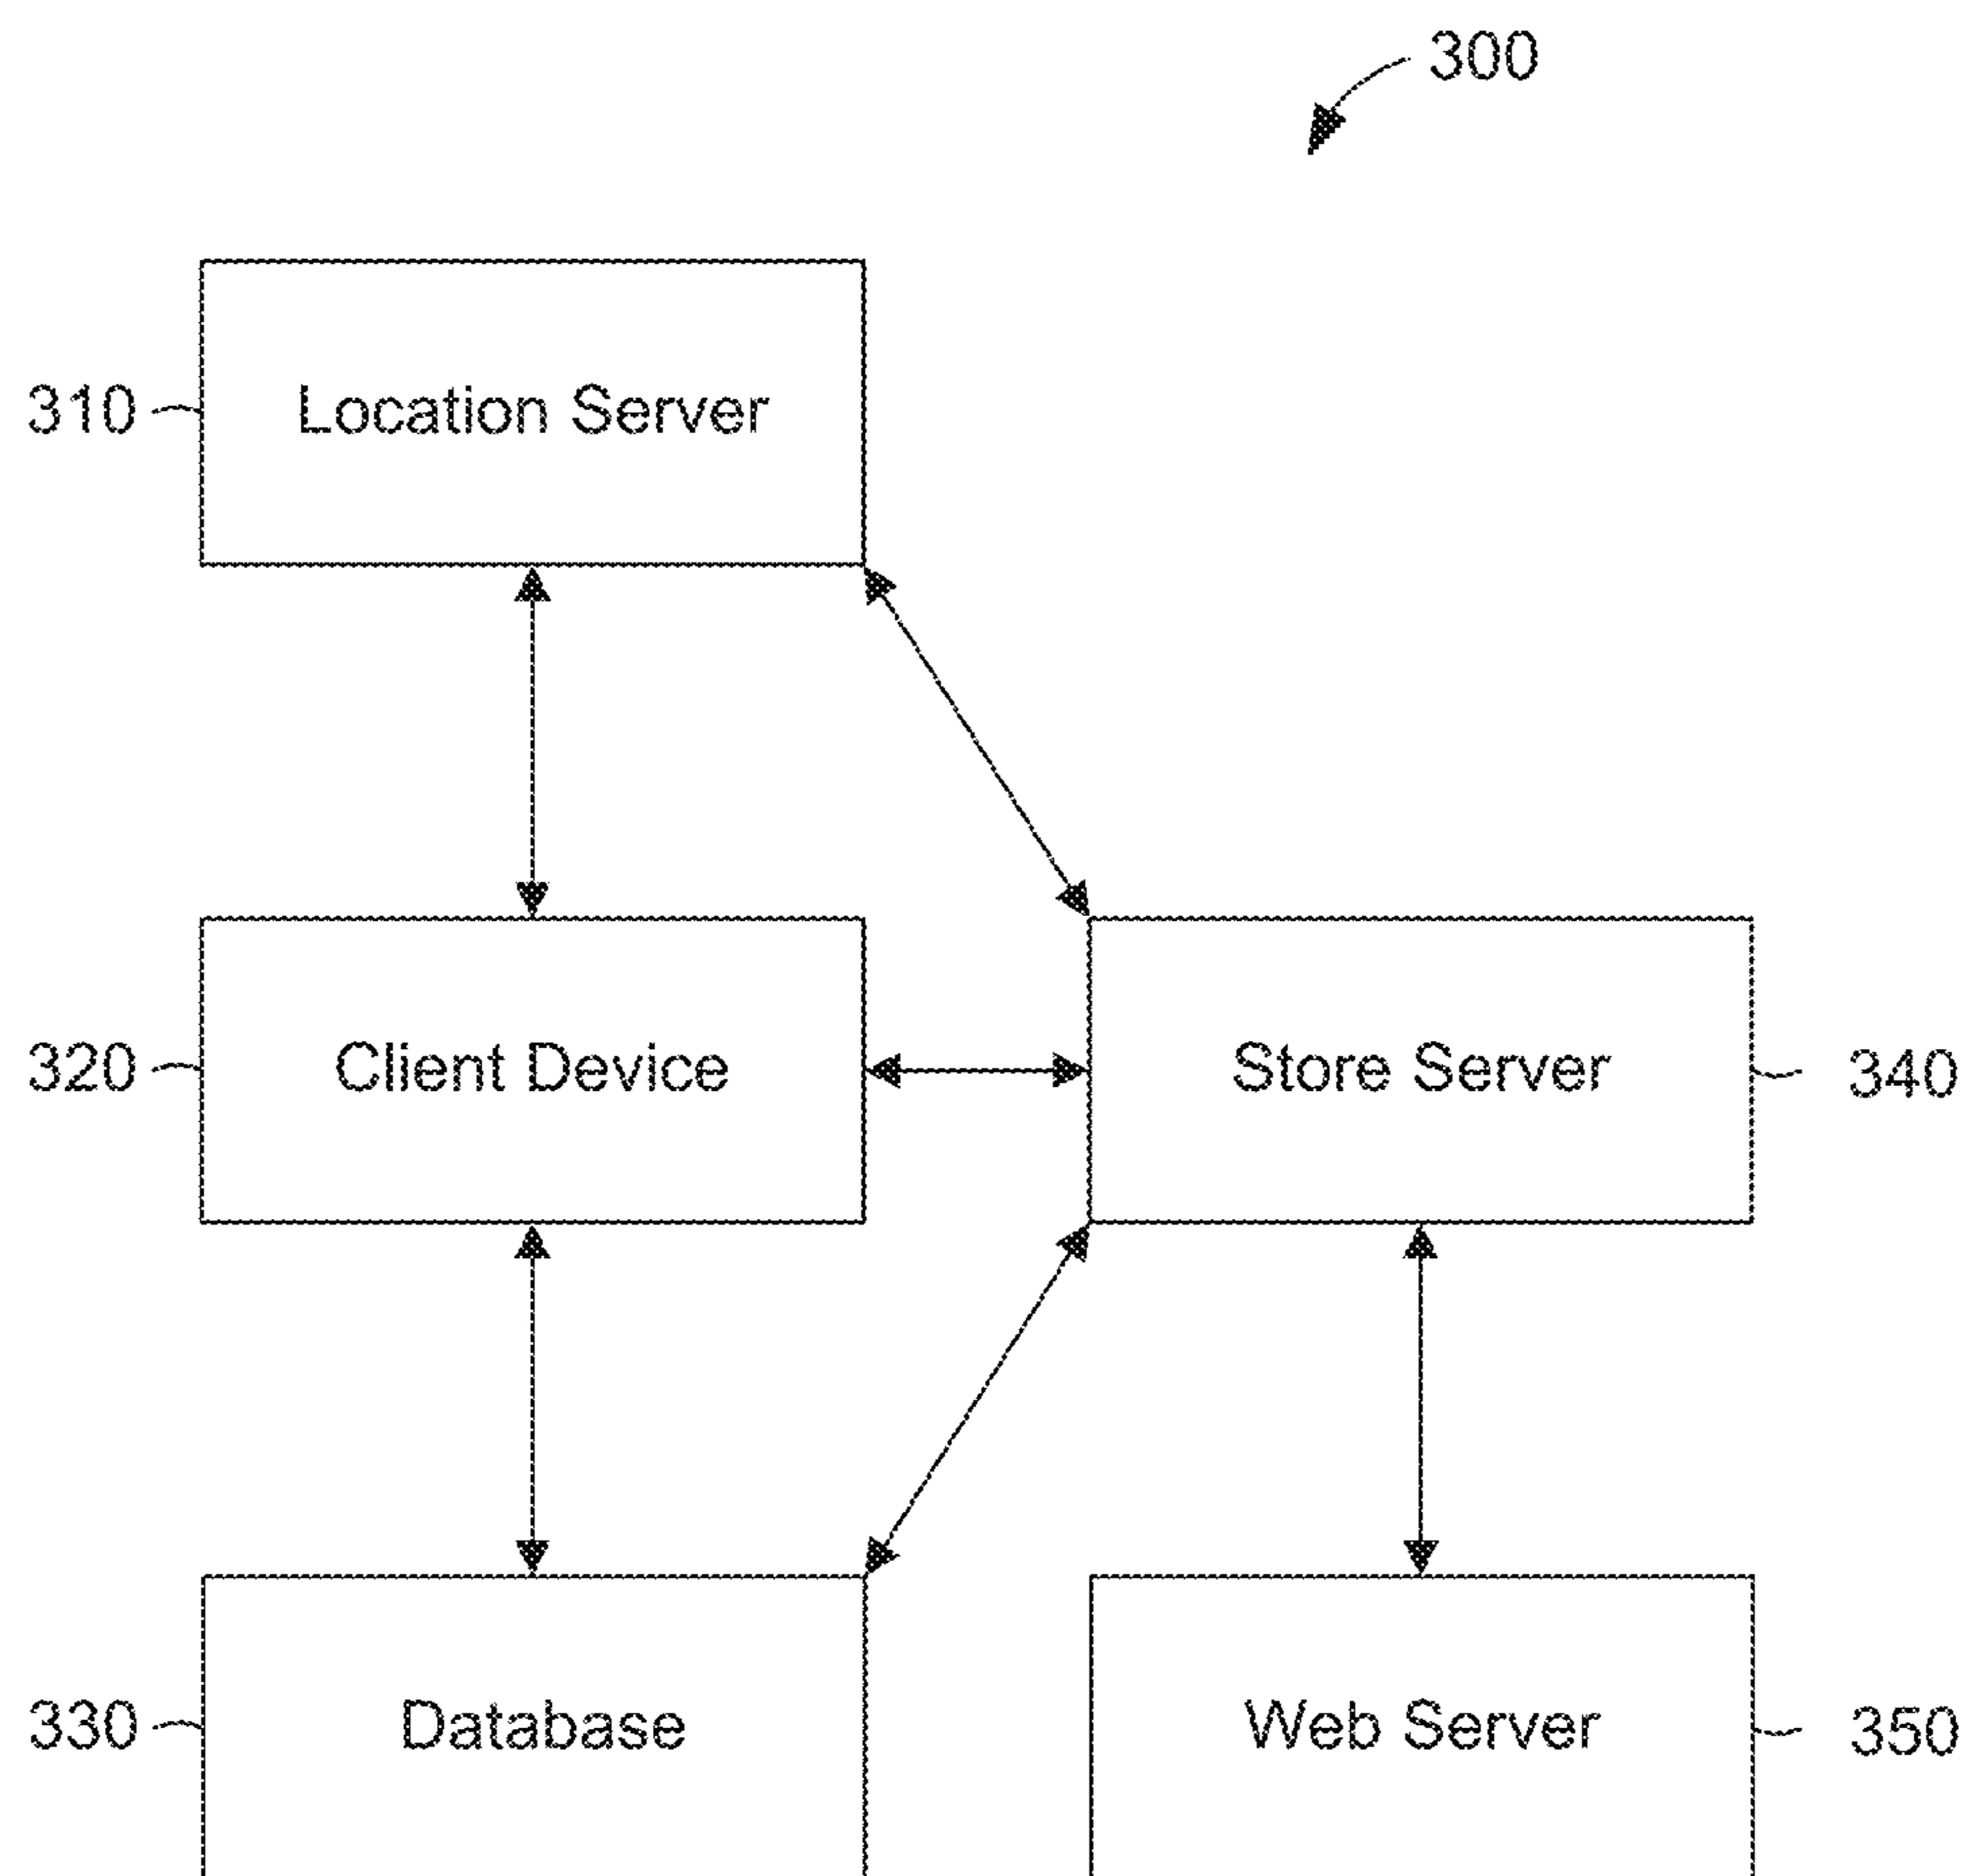 300
310 Location Server
320 Client Device Store Server 340
330 Database Web Server 350